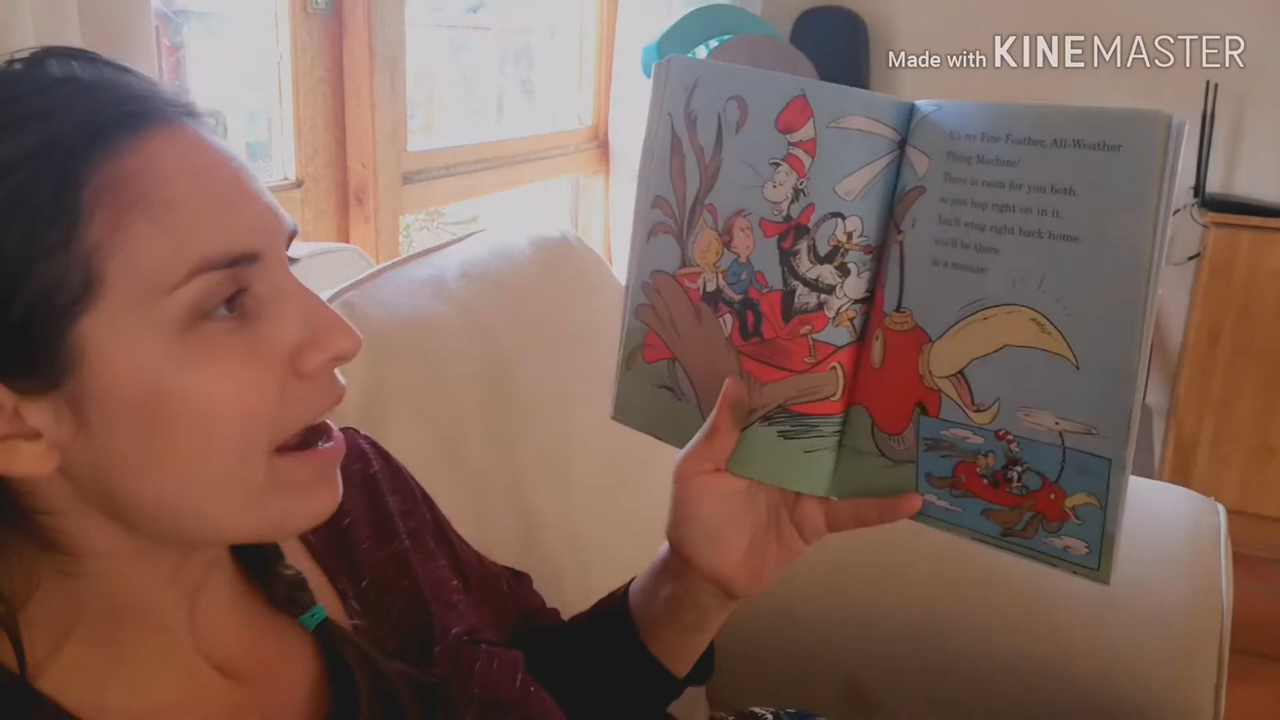 Made with KINEMASTER
It's my Fine Feather, All-Weather
Flying Machine!
There is room for you both,
so just hop right on in it.
You'll wing right back home;
you'll be there
in a minute!